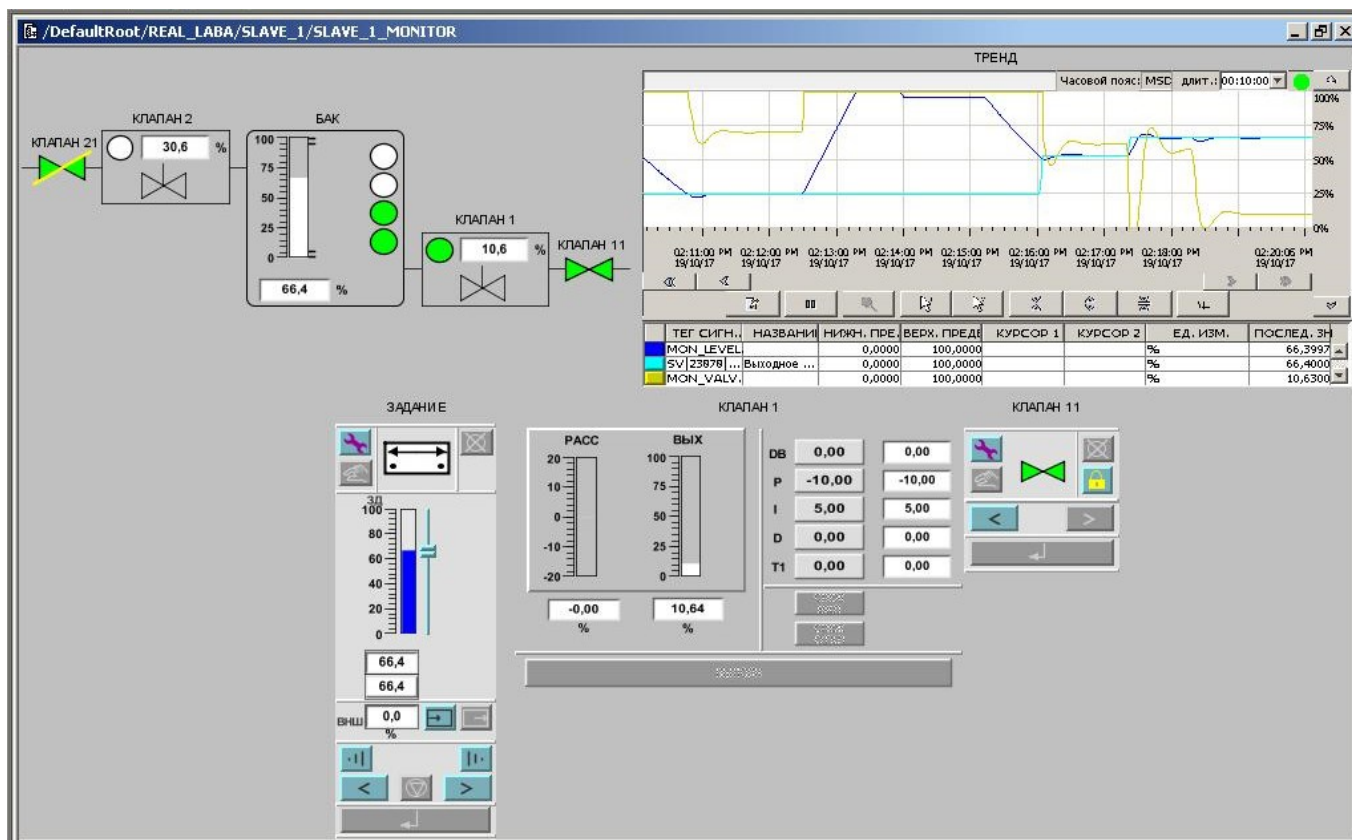 /DefaultRoot/REAL_LABA/SLAVE_1/SLAVE_1_MONITOR
ТРЕНД
Часовой пояс: MSD длит.: 00:10:00
100%
75%
50%
25%
0%
02:11:00 PM 02:12:00 PM 02:13:00 PM 02:14:00 PM 02:15:00 PM 02:16:00 PM 02:17:00 PM 02:18:00 PM 02:20:05 PM
19/10/17 19/10/17 19/10/17 19/10/17 19/10/17 19/10/17 19/10/17 19/10/17 19/10/17
ТЕГ СИГН.. НАЗВАНИ НИЖН. ПРЕ. ВЕРХ. ПРЕДЕ КУРСОР 1 КУРСОР 2 ЕД. ИЗМ. ПОСЛЕД. ЗН
MON_LEVEL. 0,0000 100,0000 % 66,3997
SV|23070|... Выходное ... 0,0000 100,0000 % 66,4000
MON_VALV. 0,0000 100,0000 % 10,6300
КЛАПАН 21
КЛАПАН 2
30,6 %
БАК
100
75
50
25
0
66,4 %
КЛАПАН 1
10,6 %
КЛАПАН 11
ЗАДАНИЕ
ЗД
100
80
60
40
20
0
66,4
66,4
ВНШ 0,0
%
< >
КЛАПАН 1
РАСС ВЫХ
20 100
10 75
0 50
-10 25
-20 0
-0,00 10,64
% %
DB 0,00 0,00
P -10,00 -10,00
I 5,00 5,00
D 0,00 0,00
T1 0,00 0,00
КЛАПАН 11
< >